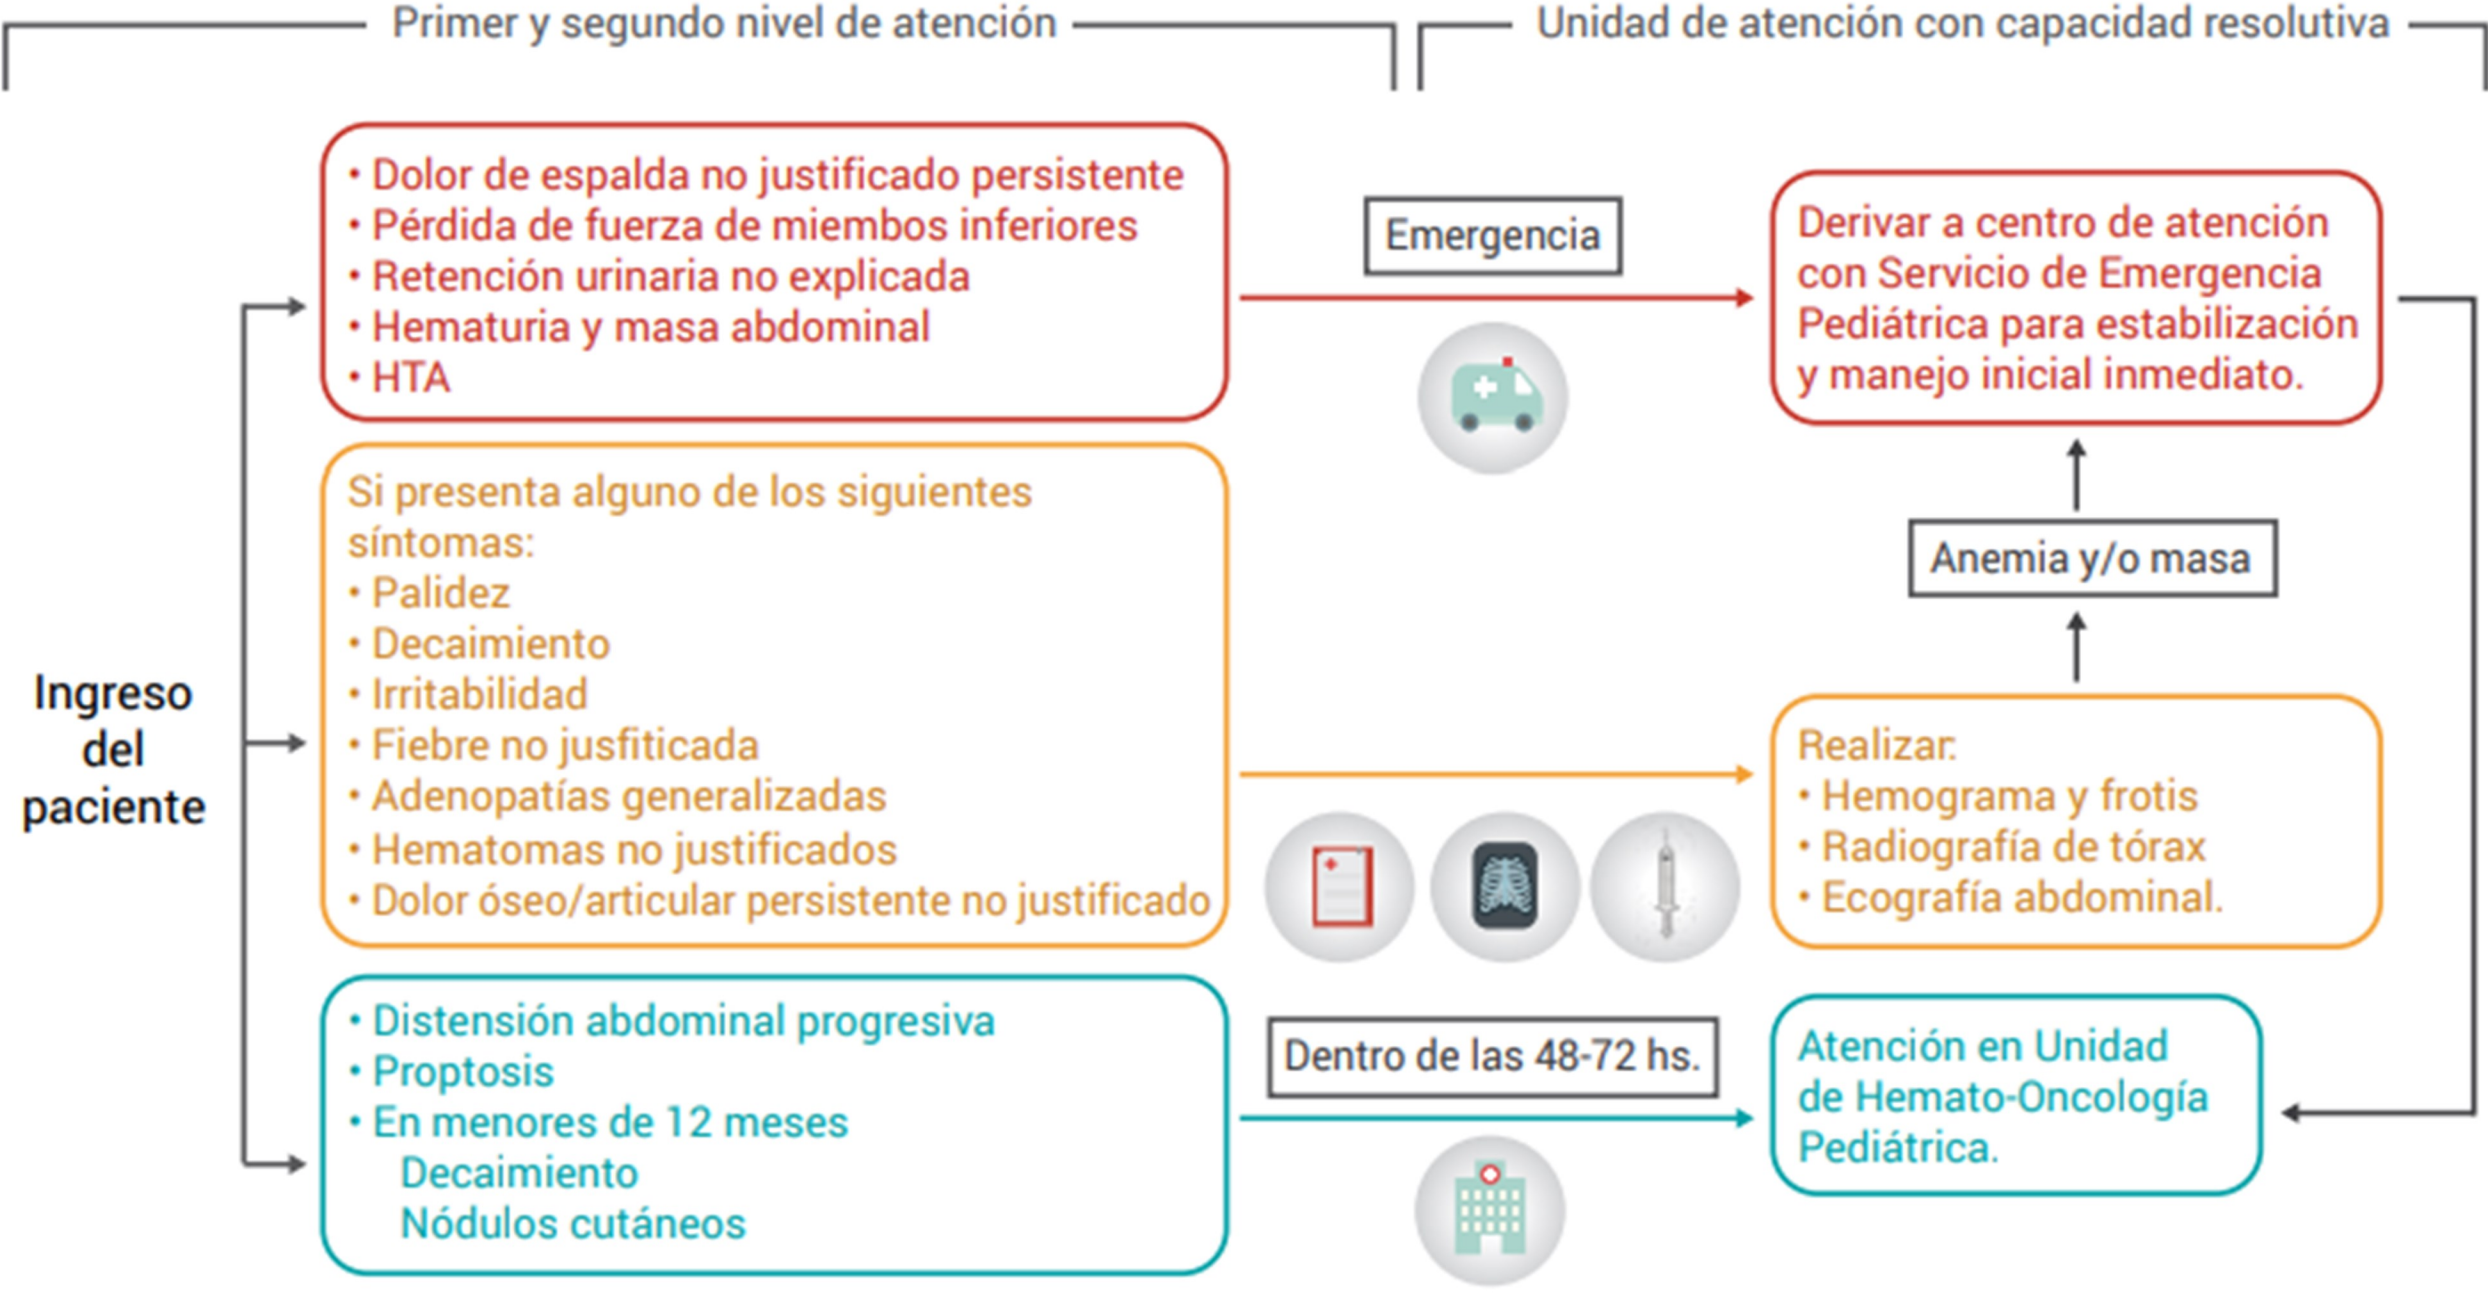 Primer y segundo nivel de atención
Unidad de atención con capacidad resolutiva
Ingreso
del
paciente
• Dolor de espalda no justificado persistente
• Pérdida de fuerza de miembos inferiores
• Retención urinaria no explicada
• Hematuria y masa abdominal
• HTA
Emergencia
Derivar a centro de atención
con Servicio de Emergencia
Pediátrica para estabilización
y manejo inicial inmediato.
Si presenta alguno de los siguientes
síntomas:
• Palidez
• Decaimiento
• Irritabilidad
• Fiebre no jusfiticada
• Adenopatías generalizadas
• Hematomas no justificados
• Dolor óseo/articular persistente no justificado
Anemia y/o masa
Realizar:
• Hemograma y frotis
• Radiografía de tórax
• Ecografía abdominal.
• Distensión abdominal progresiva
• Proptosis
• En menores de 12 meses
Decaimiento
Nódulos cutáneos
Dentro de las 48-72 hs.
Atención en Unidad
de Hemato-Oncología
Pediátrica.